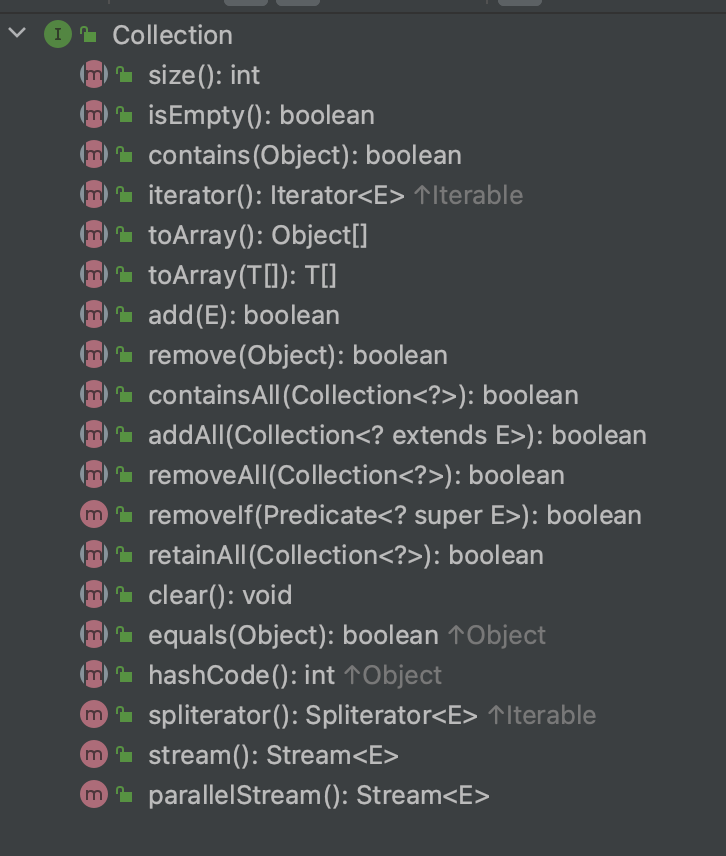 I Collection
m size(): int
m isEmpty(): boolean
m contains(Object): boolean
m iterator(): Iterator<E> ↑Iterable
m toArray(): Object[]
m toArray(T[]): T[]
m add(E): boolean
m remove(Object): boolean
m containsAll(Collection<?>): boolean
m addAll(Collection<? extends E>): boolean
m removeAll(Collection<?>): boolean
m removeIf(Predicate<? super E>): boolean
m retainAll(Collection<?>): boolean
m clear(): void
m equals(Object): boolean ↑Object
m hashCode(): int ↑Object
m spliterator(): Spliterator<E> ↑Iterable
m stream(): Stream<E>
m parallelStream(): Stream<E>